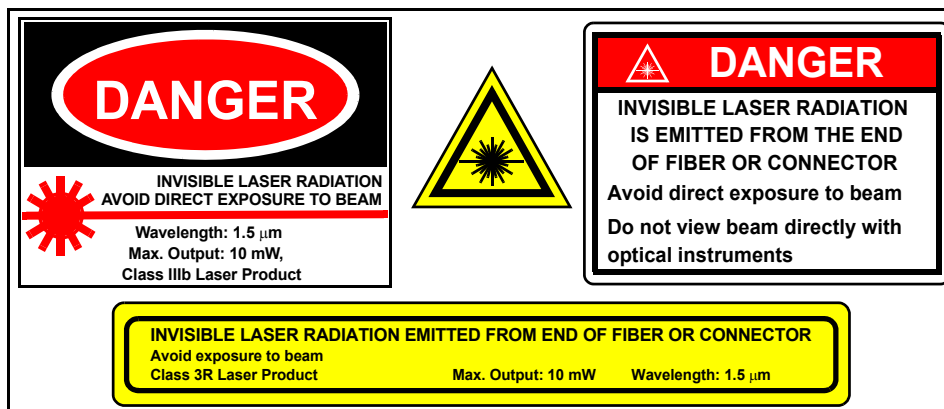 DANGER
INVISIBLE LASER RADIATION
AVOID DIRECT EXPOSURE TO BEAM
Wavelength: 1.5 μm
Max. Output: 10 mW,
Class IIIb Laser Product
DANGER
INVISIBLE LASER RADIATION
IS EMITTED FROM THE END
OF FIBER OR CONNECTOR
Avoid direct exposure to beam
Do not view beam directly with
optical instruments
INVISIBLE LASER RADIATION EMITTED FROM END OF FIBER OR CONNECTOR
Avoid exposure to beam
Class 3R Laser Product Max. Output: 10 mW Wavelength: 1.5 μm